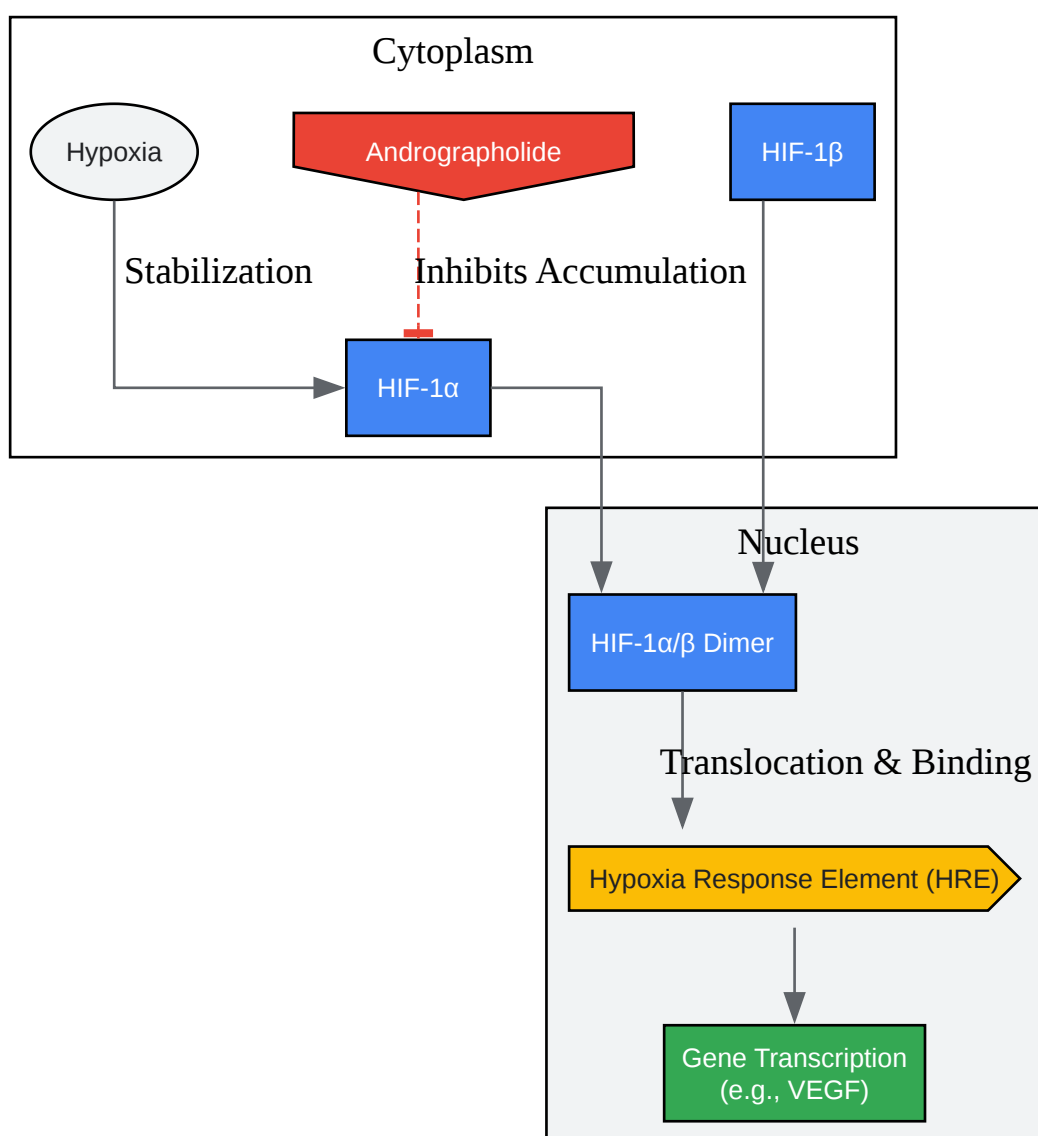 Cytoplasm
Hypoxia
Andrographolide
HIF-1β
Stabilization
Inhibits Accumulation
HIF-1α
Nucleus
HIF-1α/β Dimer
Translocation & Binding
Hypoxia Response Element (HRE)
Gene Transcription
(e.g., VEGF)